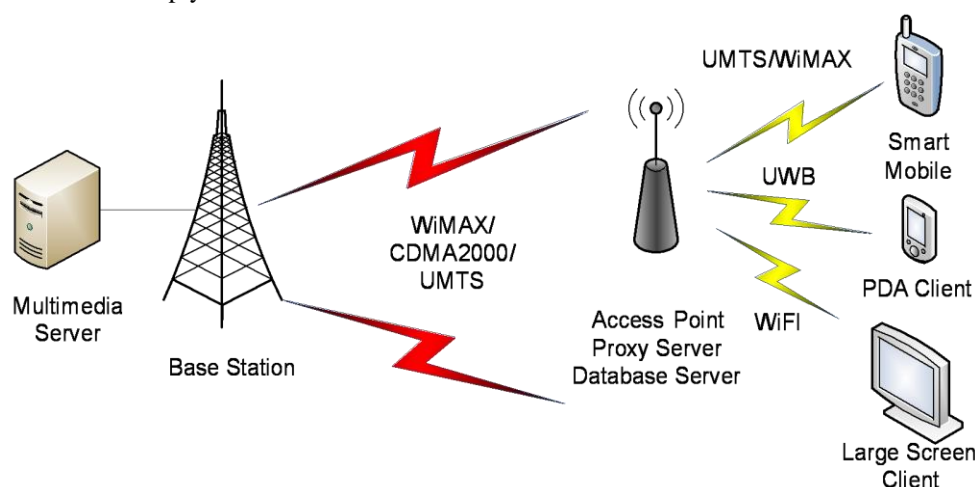 UMTS/WiMAX
Smart
Mobile
UWB
WiMAX/
CDMA2000/
UMTS
Multimedia
Server
Base Station
PDA Client
WiFI
Access Point
Proxy Server
Database Server
Large Screen
Client